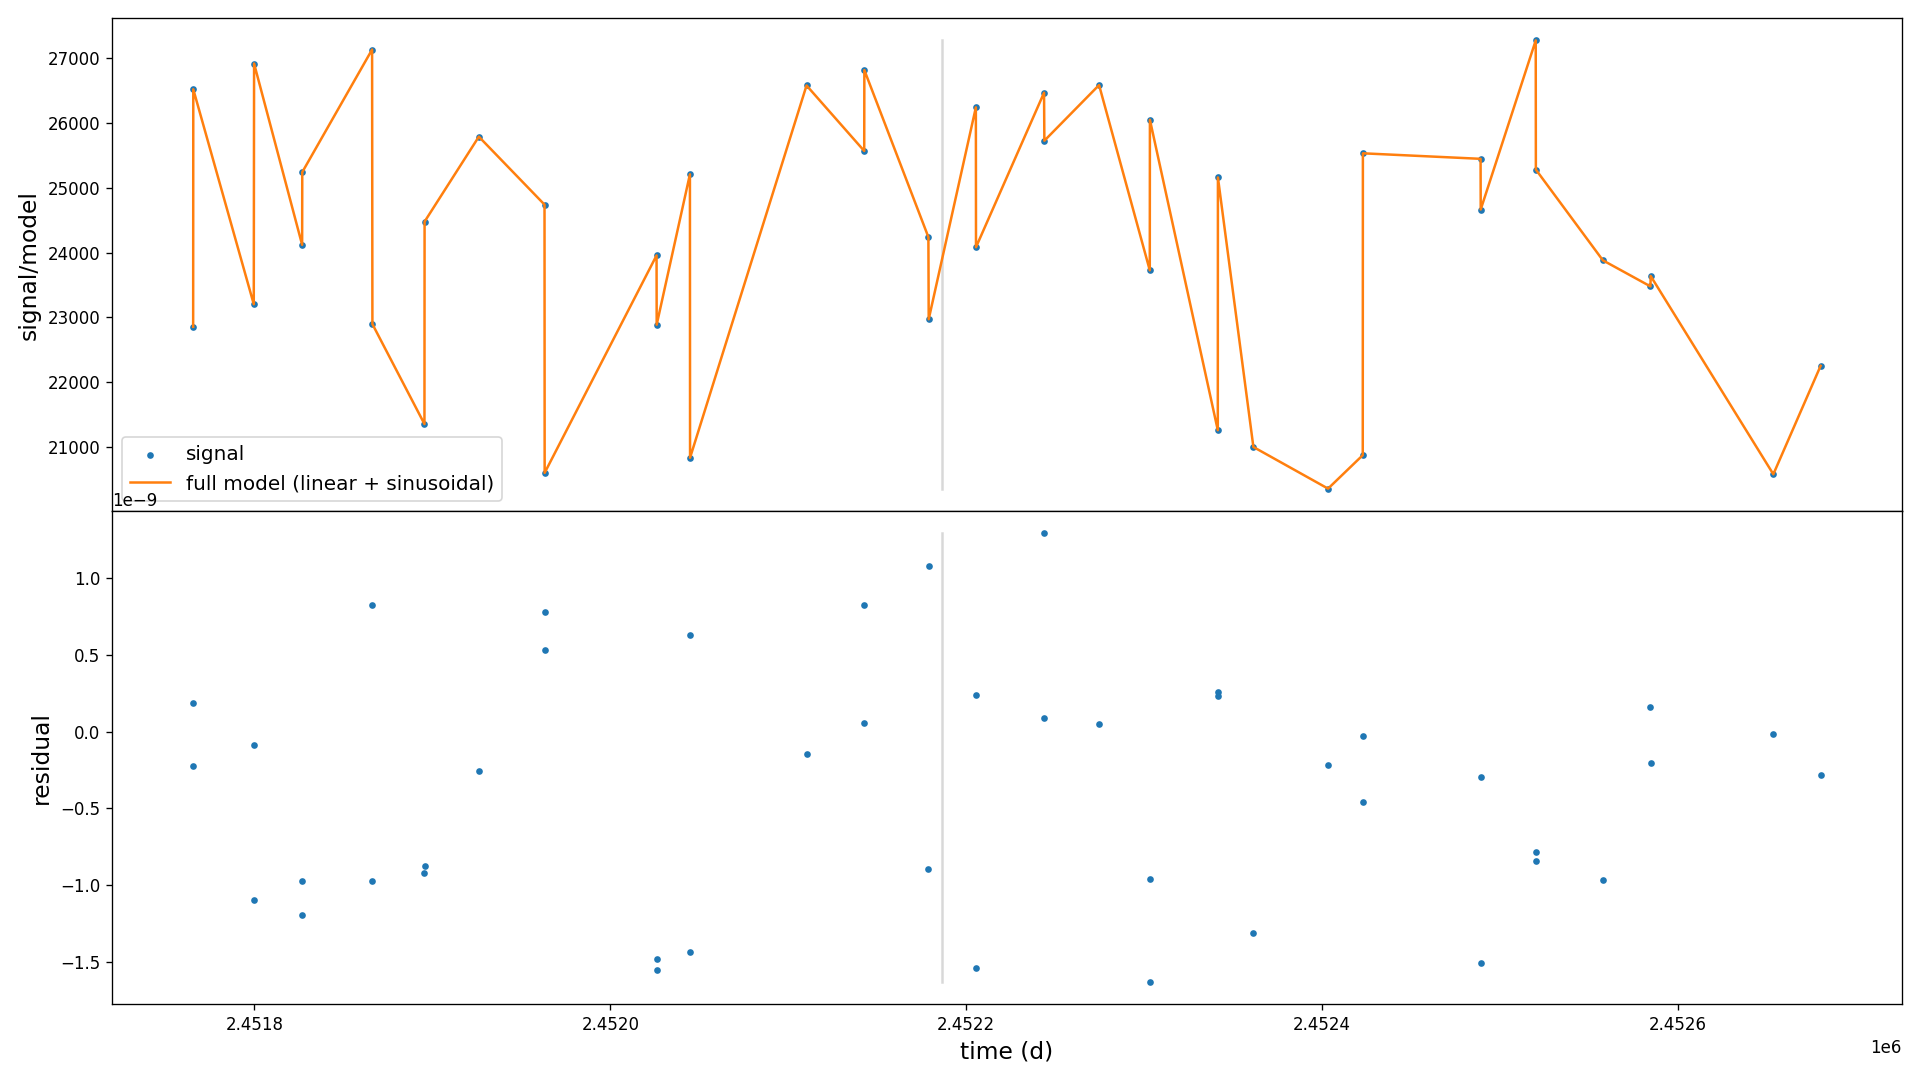 27000
26000
25000
24000
23000
22000
21000
signal/model
signal
full model (linear + sinusoidal)
1e−9
1.0
0.5
0.0
−0.5
−1.0
−1.5
residual
2.4518
2.4520
2.4522
2.4524
2.4526
time (d)
1e6